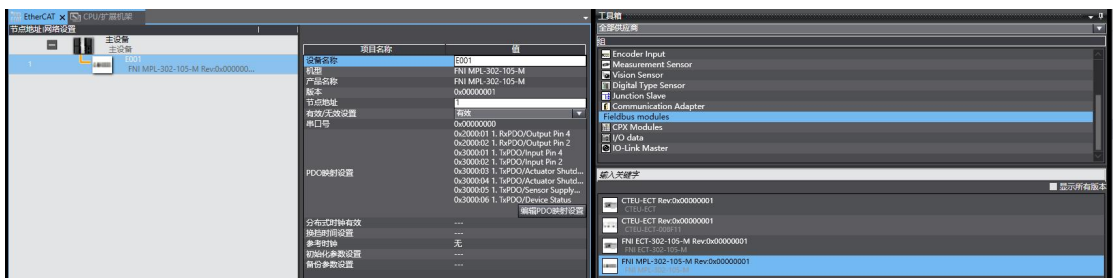 EtherCAT
CPU/扩展机架
节点地址|网络设置
主设备
主设备
1
E001
FNI MPL-302-105-M Rev:0x000000...
项目名称 值
设备名称 E001
机型 FNI MPL-302-105-M
产品名称 FNI MPL-302-105-M
版本 0x00000001
节点地址 1
有效/无效设置 有效
串口号 0x00000000
PDO映射设置
0x2000:01 1. RxPDO/Output Pin 4
0x2000:02 1. RxPDO/Output Pin 2
0x3000:01 1. TxPDO/Input Pin 4
0x3000:02 1. TxPDO/Input Pin 2
0x3000:03 1. TxPDO/Actuator Shutd...
0x3000:04 1. TxPDO/Actuator Shutd...
0x3000:05 1. TxPDO/Sensor Supply...
0x3000:06 1. TxPDO/Device Status
编辑PDO映射设置
分布式时钟有效 ---
换挡时间设置 ---
参考时钟 无
初始化参数设置 ---
备份参数设置 ---
工具箱
全部供应商
组
Encoder Input
Measurement Sensor
Vision Sensor
Digital Type Sensor
Junction Slave
Communication Adapter
Fieldbus modules
CPX Modules
I/O data
IO-Link Master
输入关键字
显示所有版本
CTEU-ECT Rev:0x00000001
CTEU-ECT
CTEU-ECT Rev:0x00000001
CTEU-ECT-008F11
FNI ECT-302-105-M Rev:0x00000001
FNI ECT-302-105-M
FNI MPL-302-105-M Rev:0x00000001
FNI MPL-302-105-M